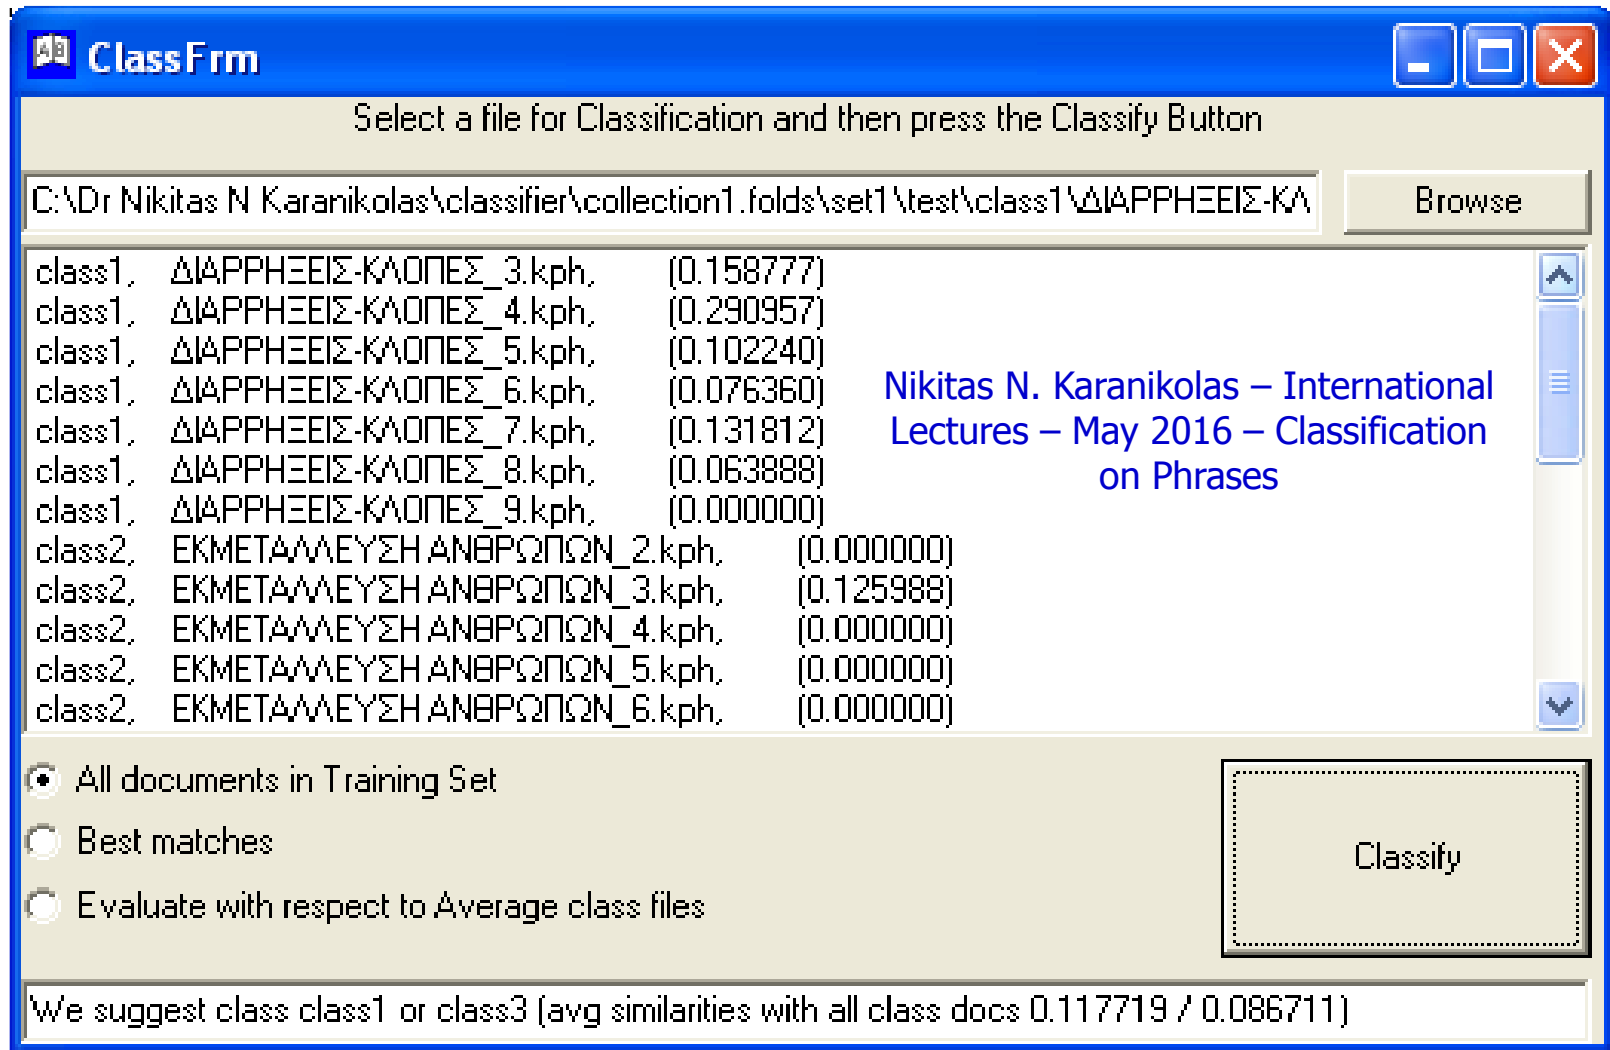 ClassFrm
Select a file for Classification and then press the Classify Button
C:\Dr Nikitas N Karanikolas\classifier\collection1.folds\set1\test\class1\ΔΙΑΡΡΗΞΕΙΣ-ΚΛ
Browse
class1, ΔΙΑΡΡΗΞΕΙΣ-ΚΛΟΠΕΣ_3.kph, (0.158777)
class1, ΔΙΑΡΡΗΞΕΙΣ-ΚΛΟΠΕΣ_4.kph, (0.290957)
class1, ΔΙΑΡΡΗΞΕΙΣ-ΚΛΟΠΕΣ_5.kph, (0.102240)
class1, ΔΙΑΡΡΗΞΕΙΣ-ΚΛΟΠΕΣ_6.kph, (0.076360)
class1, ΔΙΑΡΡΗΞΕΙΣ-ΚΛΟΠΕΣ_7.kph, (0.131812)
class1, ΔΙΑΡΡΗΞΕΙΣ-ΚΛΟΠΕΣ_8.kph, (0.063888)
class1, ΔΙΑΡΡΗΞΕΙΣ-ΚΛΟΠΕΣ_9.kph, (0.000000)
class2, ΕΚΜΕΤΑΛΛΕΥΣΗ ΑΝΘΡΩΠΩΝ_2.kph, (0.000000)
class2, ΕΚΜΕΤΑΛΛΕΥΣΗ ΑΝΘΡΩΠΩΝ_3.kph, (0.125988)
class2, ΕΚΜΕΤΑΛΛΕΥΣΗ ΑΝΘΡΩΠΩΝ_4.kph, (0.000000)
class2, ΕΚΜΕΤΑΛΛΕΥΣΗ ΑΝΘΡΩΠΩΝ_5.kph, (0.000000)
class2, ΕΚΜΕΤΑΛΛΕΥΣΗ ΑΝΘΡΩΠΩΝ_6.kph, (0.000000)
Nikitas N. Karanikolas – International
Lectures – May 2016 – Classification
on Phrases
All documents in Training Set
Best matches
Evaluate with respect to Average class files
Classify
We suggest class class1 or class3 (avg similarities with all class docs 0.117719 / 0.086711)